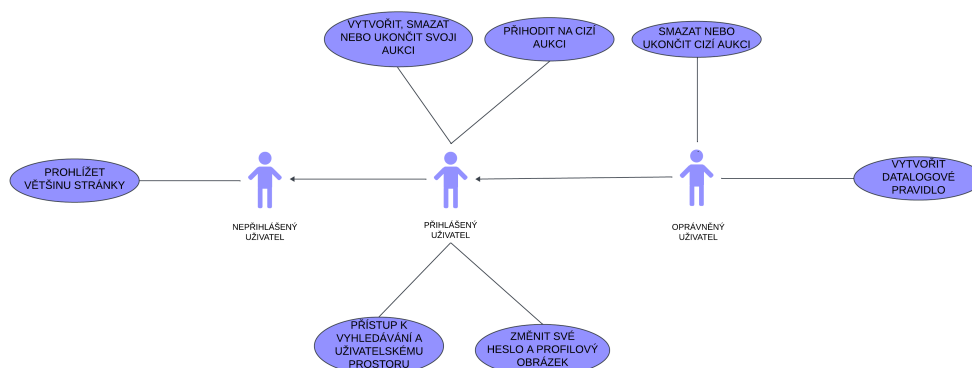 VYTVOŘIT, SMAZAT
NEBO UKONČIT SVOJI
AUKCI
PŘIHODIT NA CIZÍ
AUKCI
SMAZAT NEBO
UKONČIT CIZÍ AUKCI
PROHLÍŽET
VĚTŠINU STRÁNKY
VYTVOŘIT
DATALOGOVÉ
PRAVIDLO
NEPŘIHLÁŠENÝ
UŽIVATEL
PŘIHLÁŠENÝ
UŽIVATEL
OPRÁVNĚNÝ
UŽIVATEL
PŘÍSTUP K
VYHLEDÁVÁNÍ A
UŽIVATELSKÉMU
PROSTORU
ZMĚNIT SVÉ
HESLO A PROFILOVÝ
OBRÁZEK